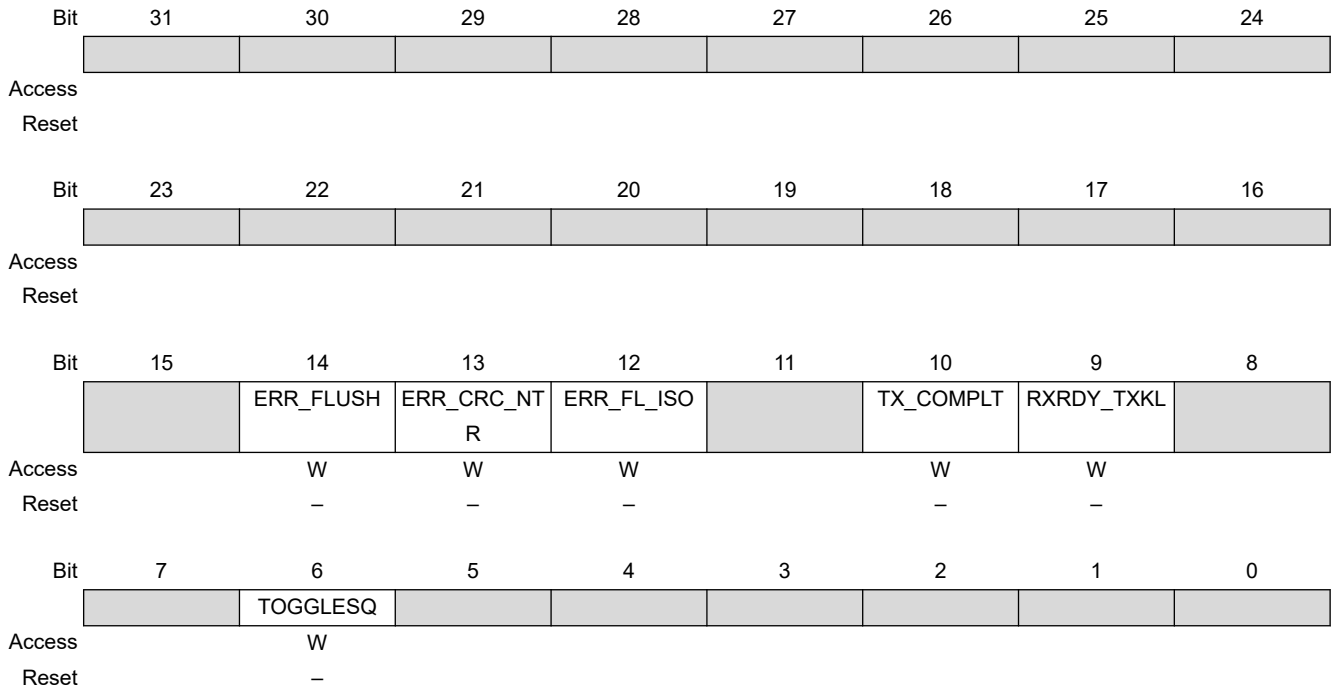 Bit 31 30 29 28 27 26 25 24
Access
Reset
Bit 23 22 21 20 19 18 17 16
Access
Reset
Bit 15 14 13 12 11 10 9 8
ERR_FLUSH ERR_CRC_NT ERR_FL_ISO TX_COMPLT RXRDY_TXKL
R
Access W W W W W
Reset – – – – –
Bit 7 6 5 4 3 2 1 0
TOGGLESQ
Access W
Reset –